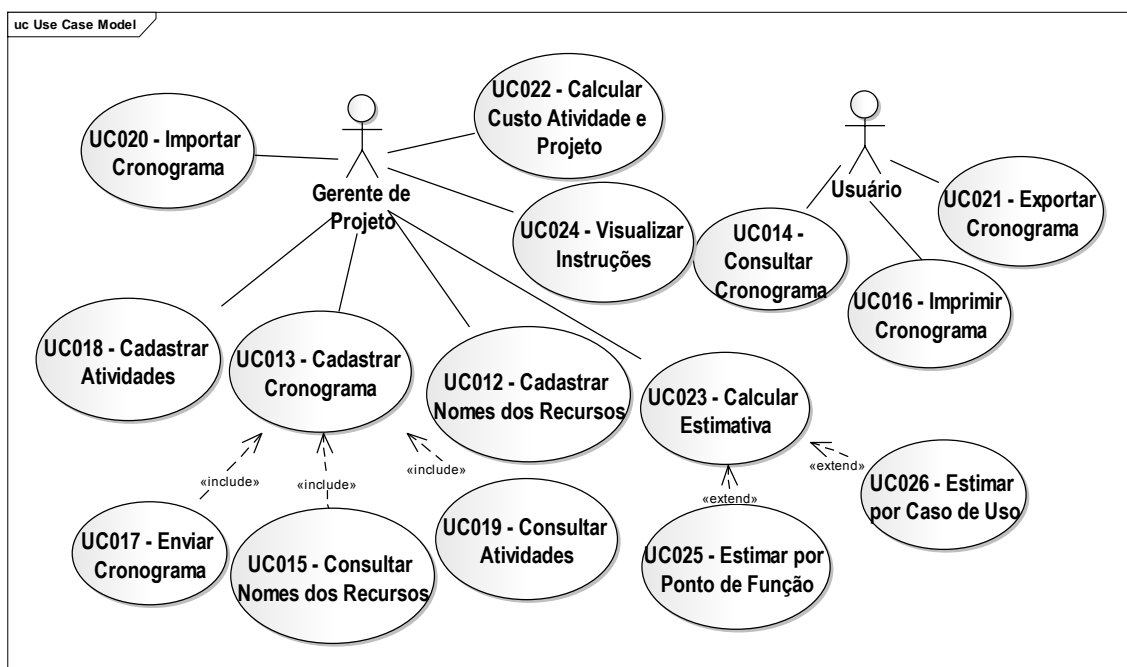 uc Use Case Model
UC022 - Calcular
Custo Atividade e
Projeto
UC020 - Importar
Cronograma
Gerente de
Projeto
Usuário
UC021 - Exportar
Cronograma
UC024 - Visualizar
Instruções
UC014 -
Consultar
Cronograma
UC016 - Imprimir
Cronograma
UC018 - Cadastrar
Atividades
UC013 - Cadastrar
Cronograma
UC012 - Cadastrar
Nomes dos Recursos
UC023 - Calcular
Estimativa
«include»
«include»
«include»
«extend»
«extend»
UC017 - Enviar
Cronograma
UC015 - Consultar
Nomes dos Recursos
UC019 - Consultar
Atividades
UC025 - Estimar por
Ponto de Função
UC026 - Estimar
por Caso de Uso